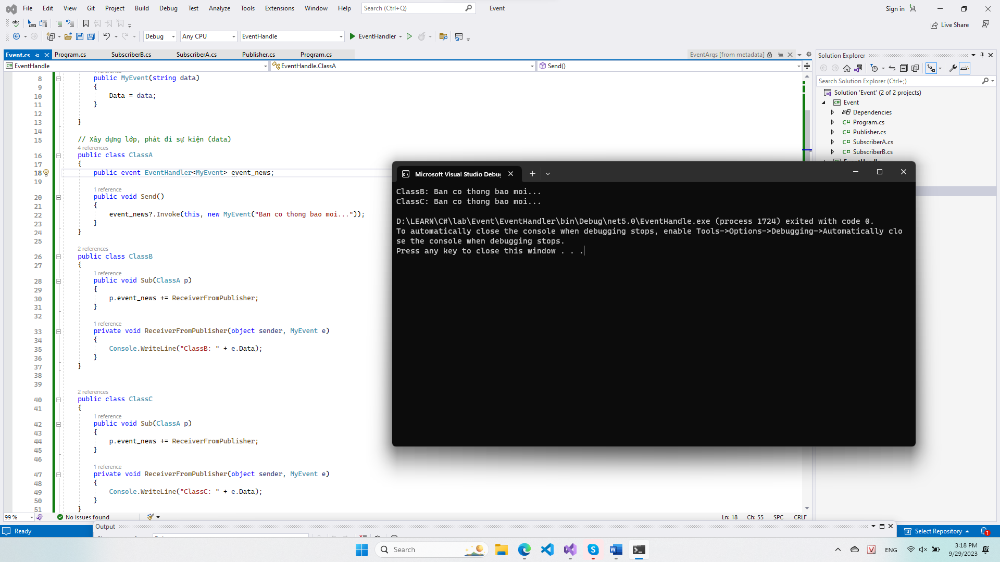 File Edit View Git Project Build Debug Test Analyze Tools Extensions Window Help Search (Ctrl+Q) Event Sign in
Live Share
Debug Any CPU EventHandle EventHandler
Event.cs Program.cs SubscriberB.cs SubscriberA.cs Publisher.cs Program.cs EventArgs [from metadata]
EventHandle EventHandle.ClassA Send()
8 public MyEvent(string data)
9 {
10 Data = data;
11 }
12
13 }
14
15 // Xây dựng lớp, phát đi sự kiện (data)
4 references
16 public class ClassA
17 {
18 public event EventHandler<MyEvent> event_news;
19
1 reference
20 public void Send()
21 {
22 event_news?.Invoke(this, new MyEvent("Ban co thong bao moi..."));
23 }
24 }
25
2 references
26 public class ClassB
27 {
1 reference
28 public void Sub(ClassA p)
29 {
30 p.event_news += ReceiverFromPublisher;
31 }
32
1 reference
33 private void ReceiverFromPublisher(object sender, MyEvent e)
34 {
35 Console.WriteLine("ClassB: " + e.Data);
36 }
37 }
38
39
2 references
40 public class ClassC
41 {
1 reference
42 public void Sub(ClassA p)
43 {
44 p.event_news += ReceiverFromPublisher;
45 }
46
1 reference
47 private void ReceiverFromPublisher(object sender, MyEvent e)
48 {
49 Console.WriteLine("ClassC: " + e.Data);
50 }
51 }
99 % No issues found Ln: 18 Ch: 55 SPC CRLF
Output
Ready
Select Repository 1
Microsoft Visual Studio Debug
ClassB: Ban co thong bao moi...
ClassC: Ban co thong bao moi...
D:\LEARN\C#\lab\Event\EventHandler\bin\Debug\net5.0\EventHandle.exe (process 1724) exited with code 0.
To automatically close the console when debugging stops, enable Tools->Options->Debugging->Automatically clo
se the console when debugging stops.
Press any key to close this window . . .
Solution Explorer
Search Solution Explorer (Ctrl+;)
Solution 'Event' (2 of 2 projects)
C# Event
Dependencies
C# Program.cs
C# Publisher.cs
C# SubscriberA.cs
C# SubscriberB.cs
Search
ENG
3:18 PM
9/29/2023